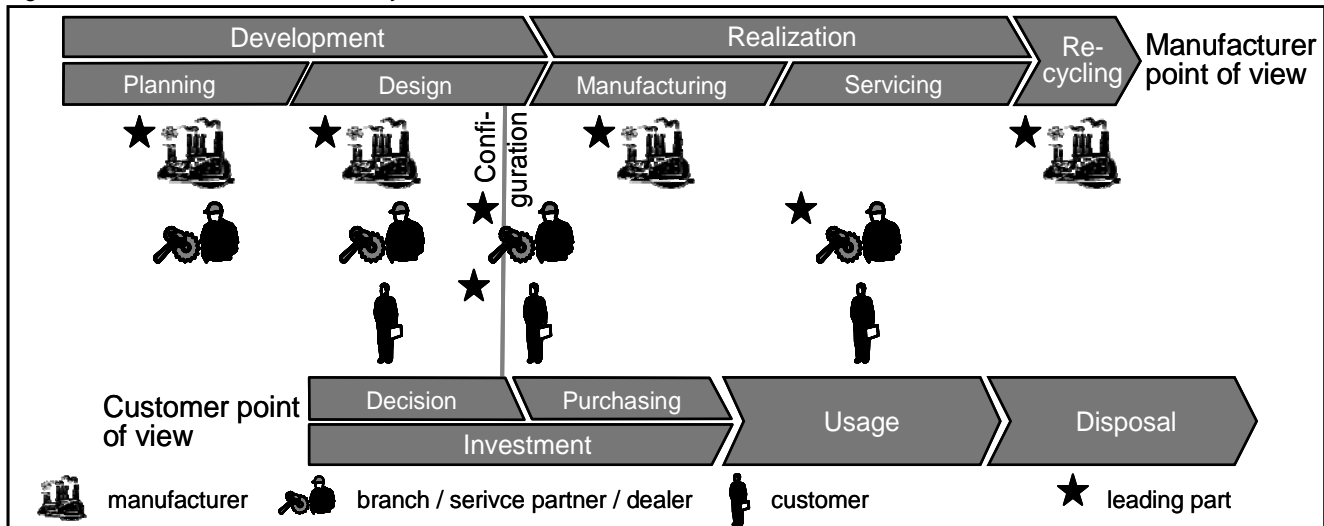 Development
Realization
Re-
cycling
Manufacturer
point of view
Planning
Design
Manufacturing
Servicing
Confi-
guration
Customer point
of view
Decision
Purchasing
Investment
Usage
Disposal
manufacturer
branch / serivce partner / dealer
customer
leading part